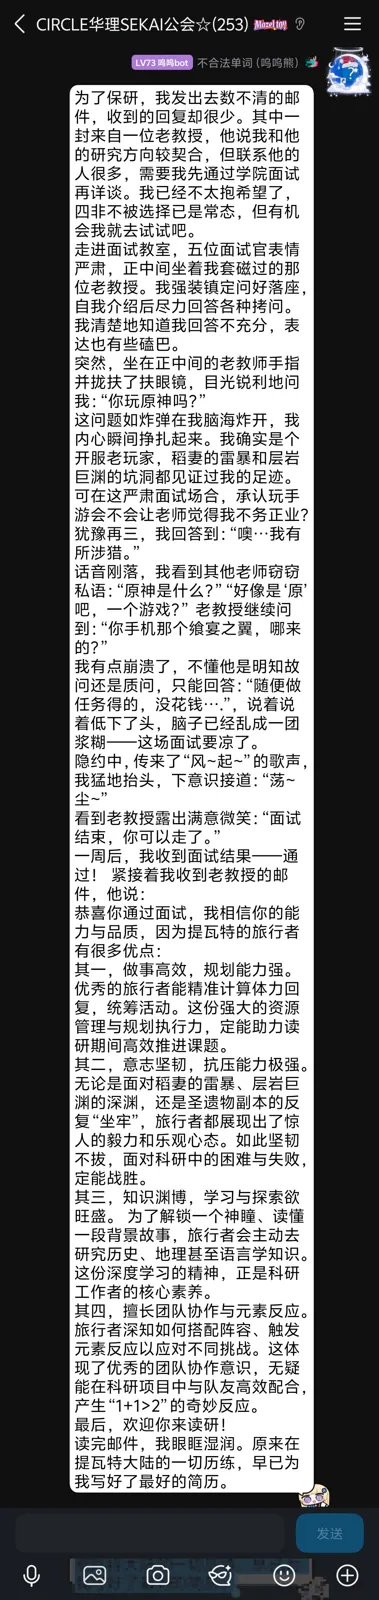 CIRCLE华理SEKAI公会☆(253)
LV73 呜呜bot 不合法单词 (呜呜熊)
为了保研，我发出去数不清的邮
件，收到的回复却很少。其中一
封来自一位老教授，他说我和他
的研究方向较契合，但联系他的
人很多，需要我先通过学院面试
再详谈。我已经不太抱希望了，
四非不被选择已是常态，但有机
会我就去试试吧。
走进面试教室，五位面试官表情
严肃，正中间坐着我套磁过的那
位老教授。我强装镇定问好落座，
自我介绍后尽力回答各种拷问。
我清楚地知道我回答不充分，表
达也有些磕巴。
突然，坐在正中间的老教师手指
并拢扶了扶眼镜，目光锐利地问
我：“你玩原神吗？”
这问题如炸弹在我脑海炸开，我
内心瞬间挣扎起来。我确实是个
开服老玩家，稻妻的雷暴和层岩
巨渊的坑洞都见证过我的足迹。
可在这严肃面试场合，承认玩手
游会不会让老师觉得我不务正业？
犹豫再三，我回答到：“噢…我有
所涉猎。”
话音刚落，我看到其他老师窃窃
私语：“原神是什么？”“好像是‘原’
吧，一个游戏？” 老教授继续问
到：“你手机那个飨宴之翼，哪来
的？”
我有点崩溃了，不懂他是明知故
问还是质问，只能回答：“随便做
任务得的，没花钱….”，说着说
着低下了头，脑子已经乱成一团
浆糊——这场面试要凉了。
隐约中，传来了“风~起~”的歌声，
我猛地抬头，下意识接道：“荡~
尘~”
看到老教授露出满意微笑：“面试
结束，你可以走了。”
一周后，我收到面试结果——通
过！ 紧接着我收到老教授的邮
件，他说：
恭喜你通过面试，我相信你的能
力与品质，因为提瓦特的旅行者
有很多优点：
其一，做事高效，规划能力强。
优秀的旅行者能精准计算体力回
复，统筹活动。这份强大的资源
管理与规划执行力，定能助力读
研期间高效推进课题。
其二，意志坚韧，抗压能力极强。
无论是面对稻妻的雷暴、层岩巨
渊的深渊，还是圣遗物副本的反
复“坐牢”，旅行者都展现出了惊
人的毅力和乐观心态。如此坚韧
不拔，面对科研中的困难与失败，
定能战胜。
其三，知识渊博，学习与探索欲
旺盛。 为了解锁一个神瞳、读懂
一段背景故事，旅行者会主动去
研究历史、地理甚至语言学知识。
这份深度学习的精神，正是科研
工作者的核心素养。
其四，擅长团队协作与元素反应。
旅行者深知如何搭配阵容、触发
元素反应以应对不同挑战。这体
现了优秀的团队协作意识，无疑
能在科研项目中与队友高效配合，
产生“1+1>2”的奇妙反应。
最后，欢迎你来读研！
读完邮件，我眼眶湿润。原来在
提瓦特大陆的一切历练，早已为
我写好了最好的简历。
发送